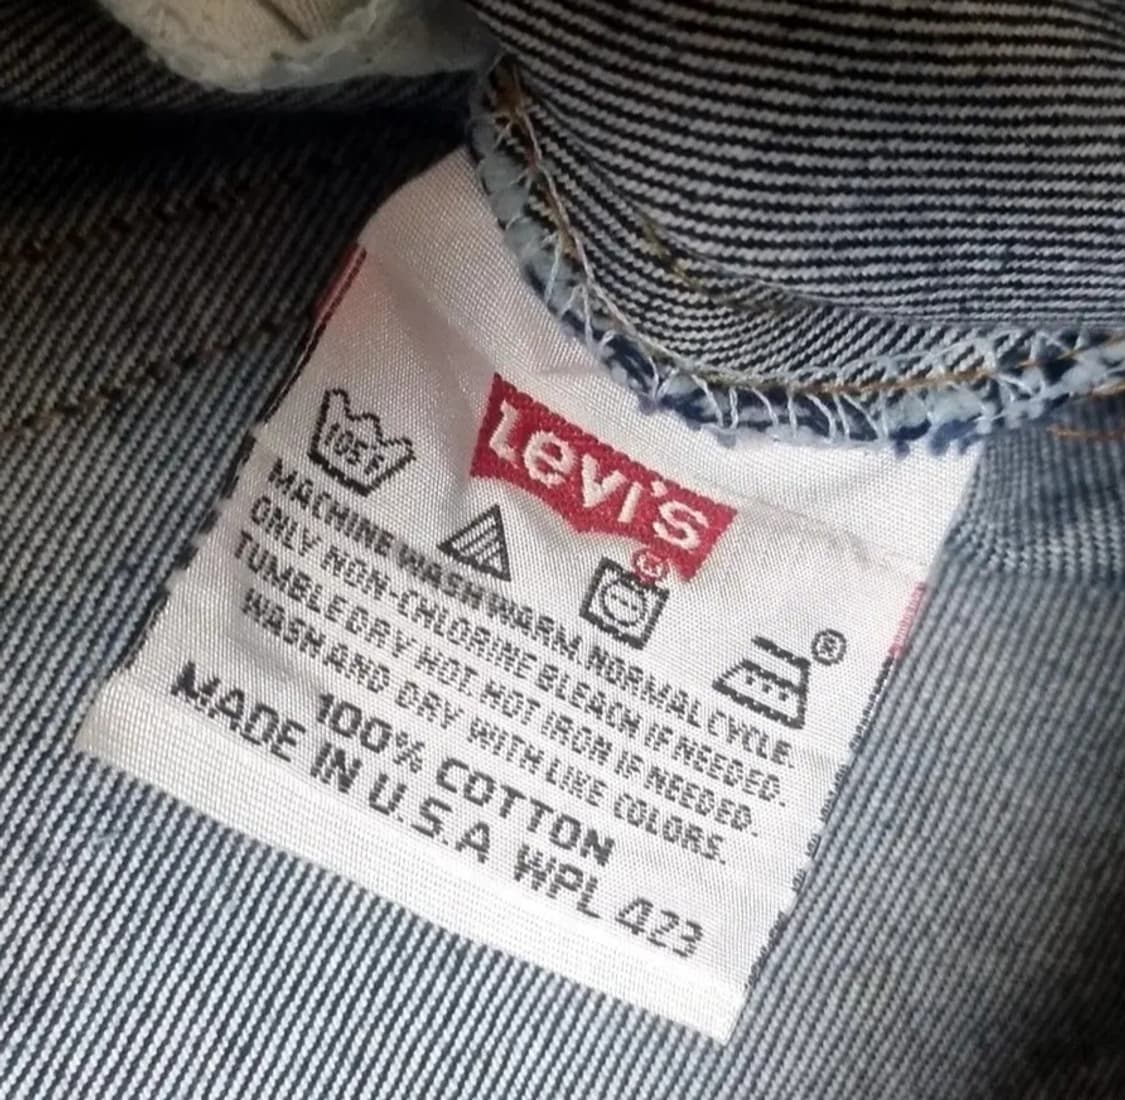 Levi's
®
105°F
®
MACHINE WASH WARM. NORMAL CYCLE.
ONLY NON-CHLORINE BLEACH IF NEEDED.
TUMBLE DRY HOT. HOT IRON IF NEEDED.
WASH AND DRY WITH LIKE COLORS.
100% COTTON
MADE IN U.S.A WPL 423